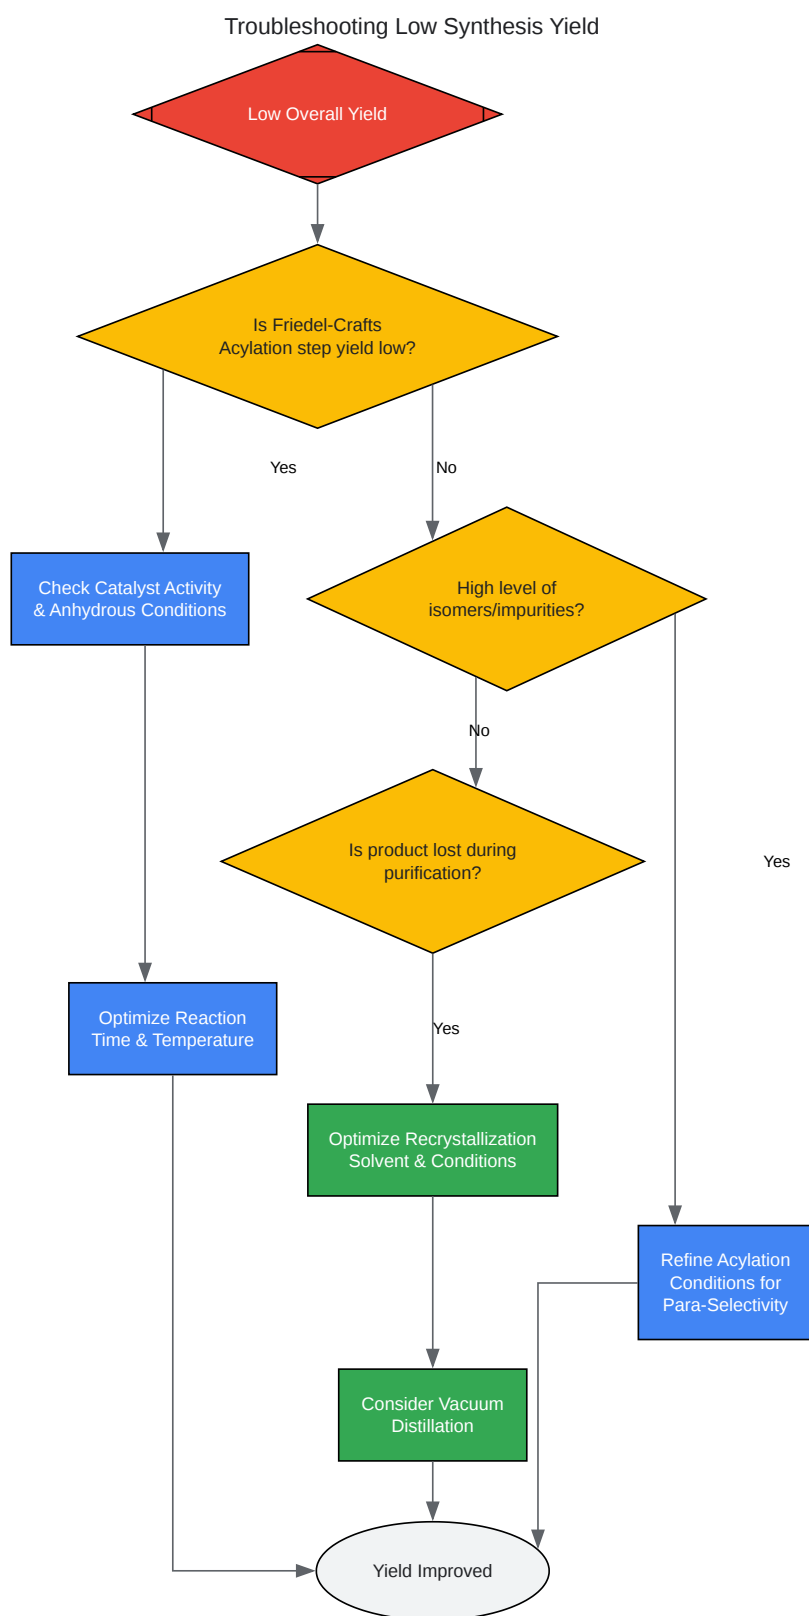 Troubleshooting Low Synthesis Yield
Low Overall Yield
Is Friedel-Crafts
Acylation step yield low?
Yes
No
Check Catalyst Activity
& Anhydrous Conditions
High level of
isomers/impurities?
No
Is product lost during
purification?
Yes
Optimize Reaction
Time & Temperature
Yes
Optimize Recrystallization
Solvent & Conditions
Refine Acylation
Conditions for
Para-Selectivity
Consider Vacuum
Distillation
Yield Improved